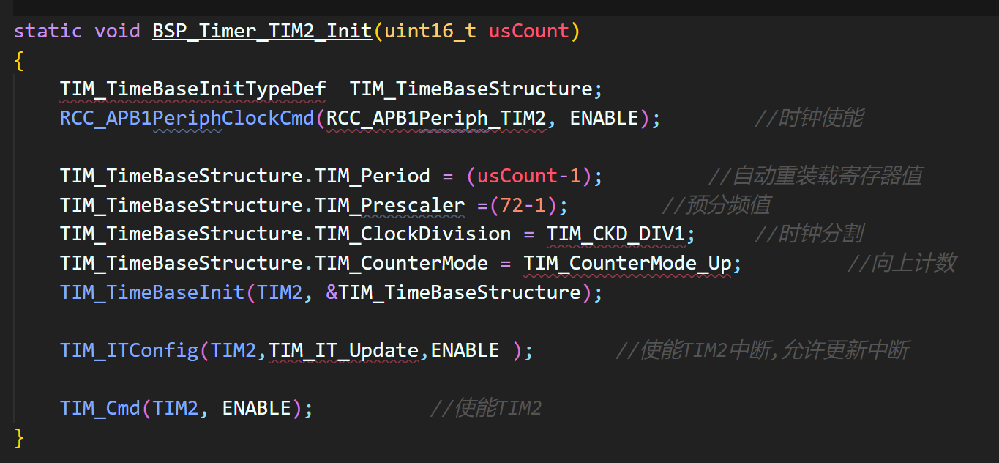 static void BSP_Timer_TIM2_Init(uint16_t usCount)
{
    TIM_TimeBaseInitTypeDef  TIM_TimeBaseStructure;
    RCC_APB1PeriphClockCmd(RCC_APB1Periph_TIM2, ENABLE);        //时钟使能
    TIM_TimeBaseStructure.TIM_Period = (usCount-1);         //自动重装载寄存器值
    TIM_TimeBaseStructure.TIM_Prescaler =(72-1);        //预分频值
    TIM_TimeBaseStructure.TIM_ClockDivision = TIM_CKD_DIV1;     //时钟分割
    TIM_TimeBaseStructure.TIM_CounterMode = TIM_CounterMode_Up;         //向上计数
    TIM_TimeBaseInit(TIM2, &TIM_TimeBaseStructure);
    TIM_ITConfig(TIM2,TIM_IT_Update,ENABLE );       //使能TIM2中断,允许更新中断
    TIM_Cmd(TIM2, ENABLE);          //使能TIM2
}